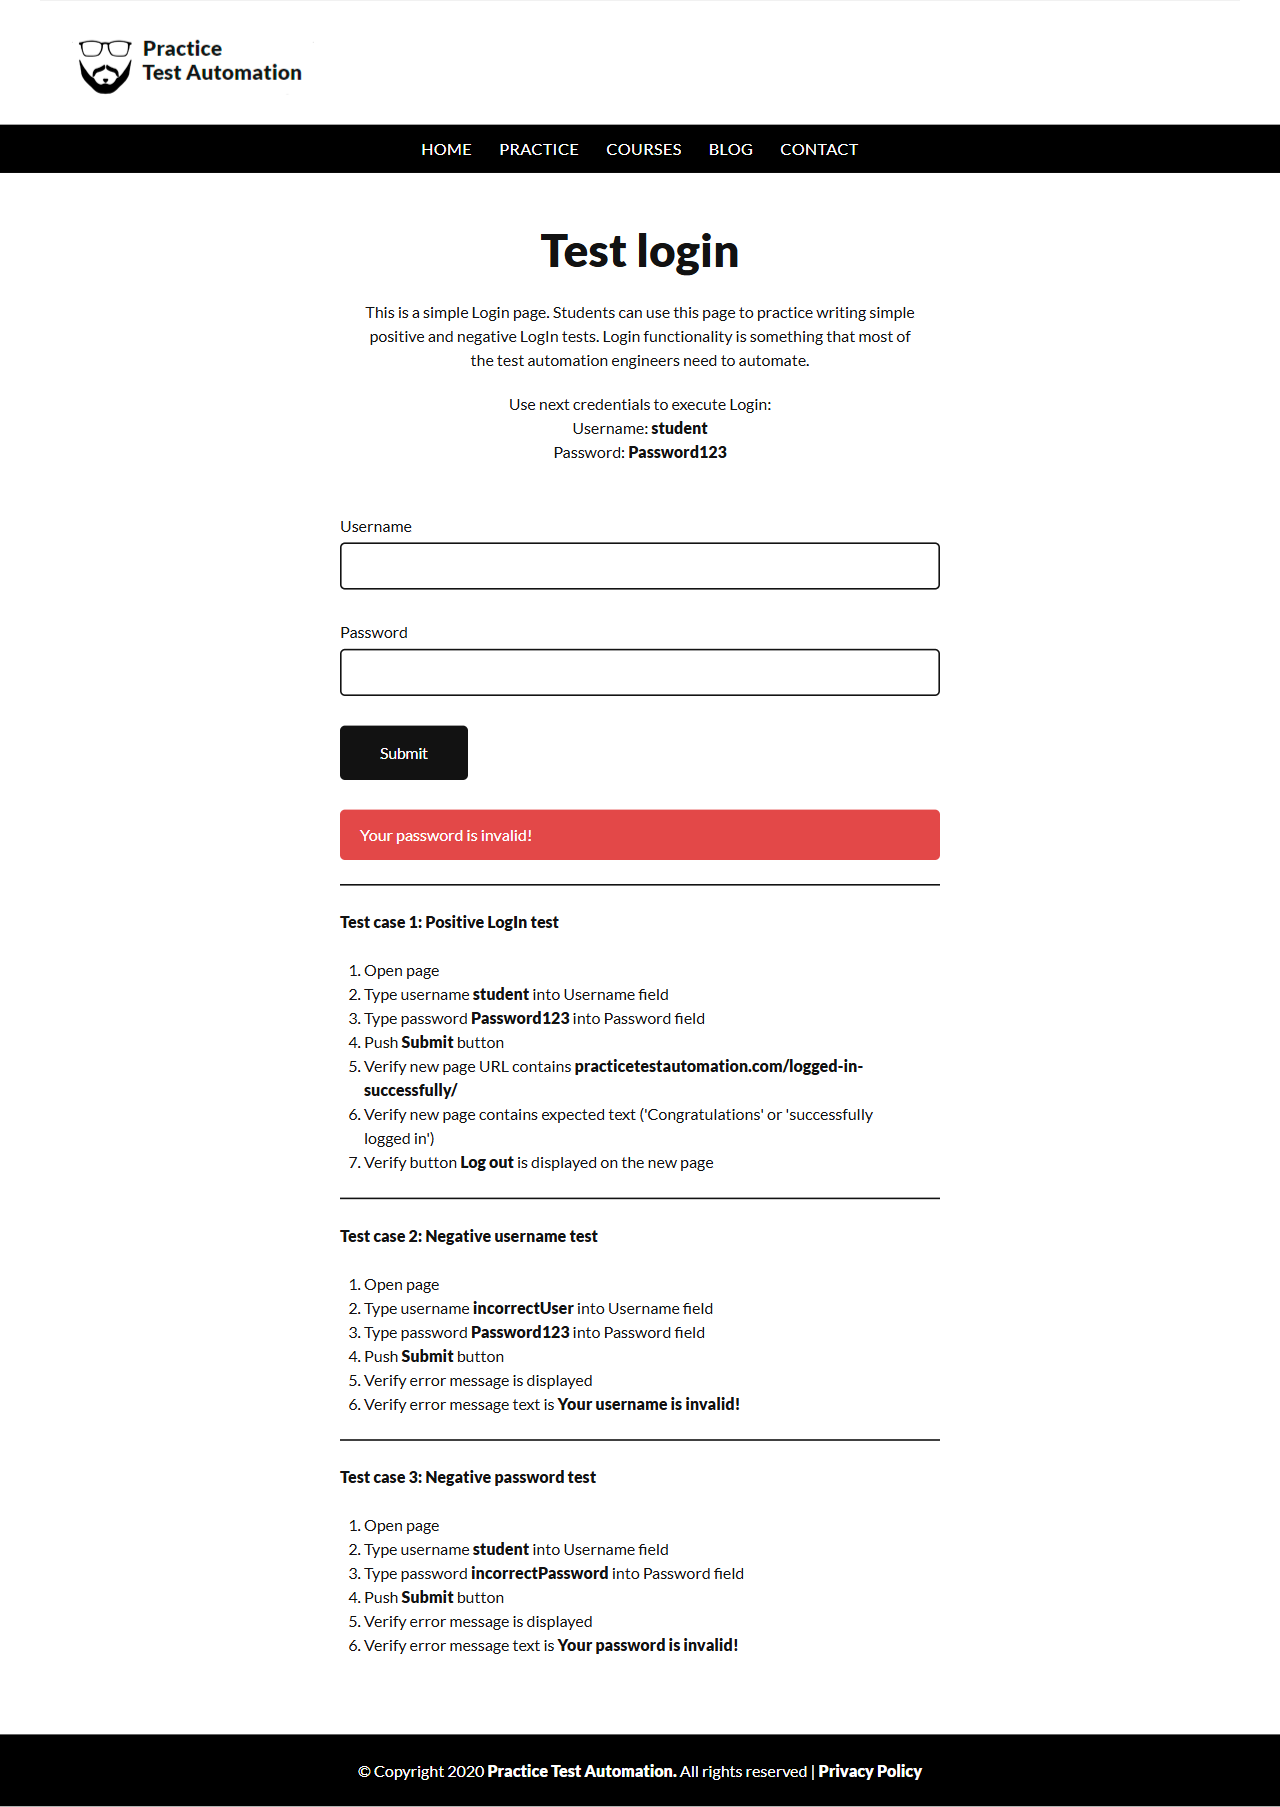 Practice
Test Automation
HOME PRACTICE COURSES BLOG CONTACT
Test login
This is a simple Login page. Students can use this page to practice writing simple
positive and negative LogIn tests. Login functionality is something that most of
the test automation engineers need to automate.
Use next credentials to execute Login:
Username: student
Password: Password123
Username
Password
Submit
Your password is invalid!
Test case 1: Positive LogIn test
1. Open page
2. Type username student into Username field
3. Type password Password123 into Password field
4. Push Submit button
5. Verify new page URL contains practicetestautomation.com/logged-in-
successfully/
6. Verify new page contains expected text ('Congratulations' or 'successfully
logged in')
7. Verify button Log out is displayed on the new page
Test case 2: Negative username test
1. Open page
2. Type username incorrectUser into Username field
3. Type password Password123 into Password field
4. Push Submit button
5. Verify error message is displayed
6. Verify error message text is Your username is invalid!
Test case 3: Negative password test
1. Open page
2. Type username student into Username field
3. Type password incorrectPassword into Password field
4. Push Submit button
5. Verify error message is displayed
6. Verify error message text is Your password is invalid!
© Copyright 2020 Practice Test Automation. All rights reserved | Privacy Policy